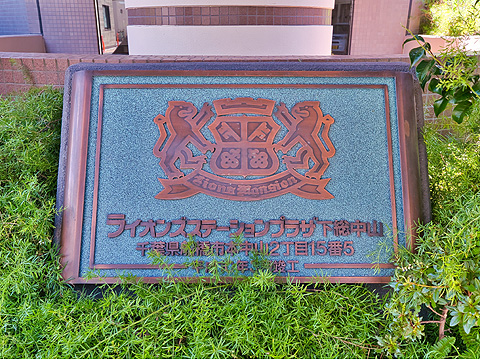 Lions Mansion
ライオンズステーションプラザ下総中山
千葉県船橋市本中山2丁目15番5